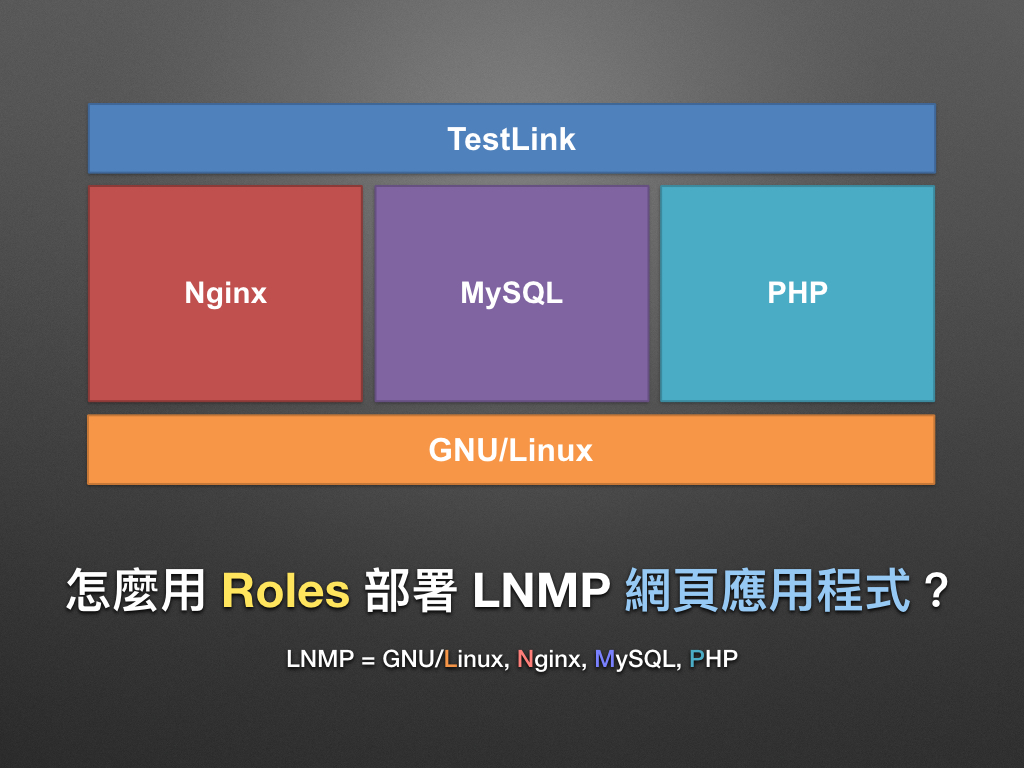 TestLink
Nginx
MySQL
PHP
GNU/Linux
怎麼用 Roles 部署 LNMP 網頁應用程式？
LNMP = GNU/Linux, Nginx, MySQL, PHP